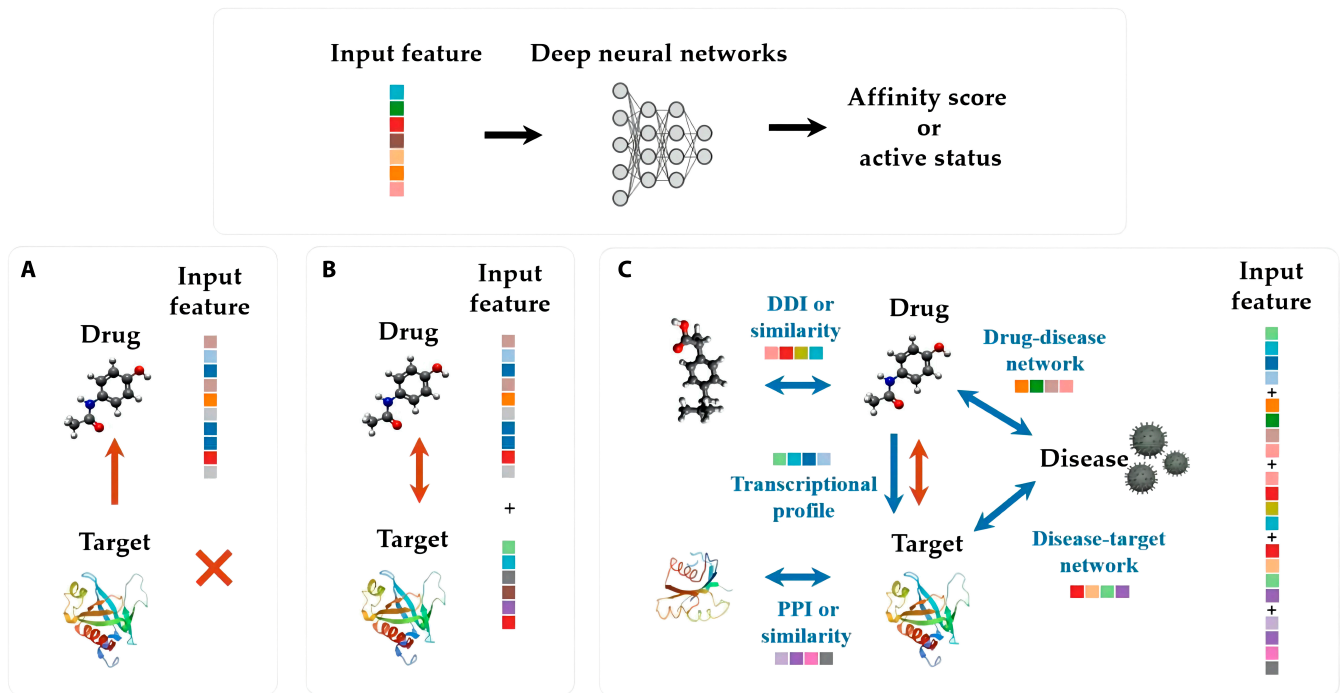 Input feature
Deep neural networks
Affinity score
or
active status
A
Input
feature
Drug
Target
B
Input
feature
Drug
+
Target
C
Input
feature
DDI or
similarity
Drug
Drug-disease
network
Disease
Transcriptional
profile
Target
Disease-target
network
PPI or
similarity
+
+
+
+